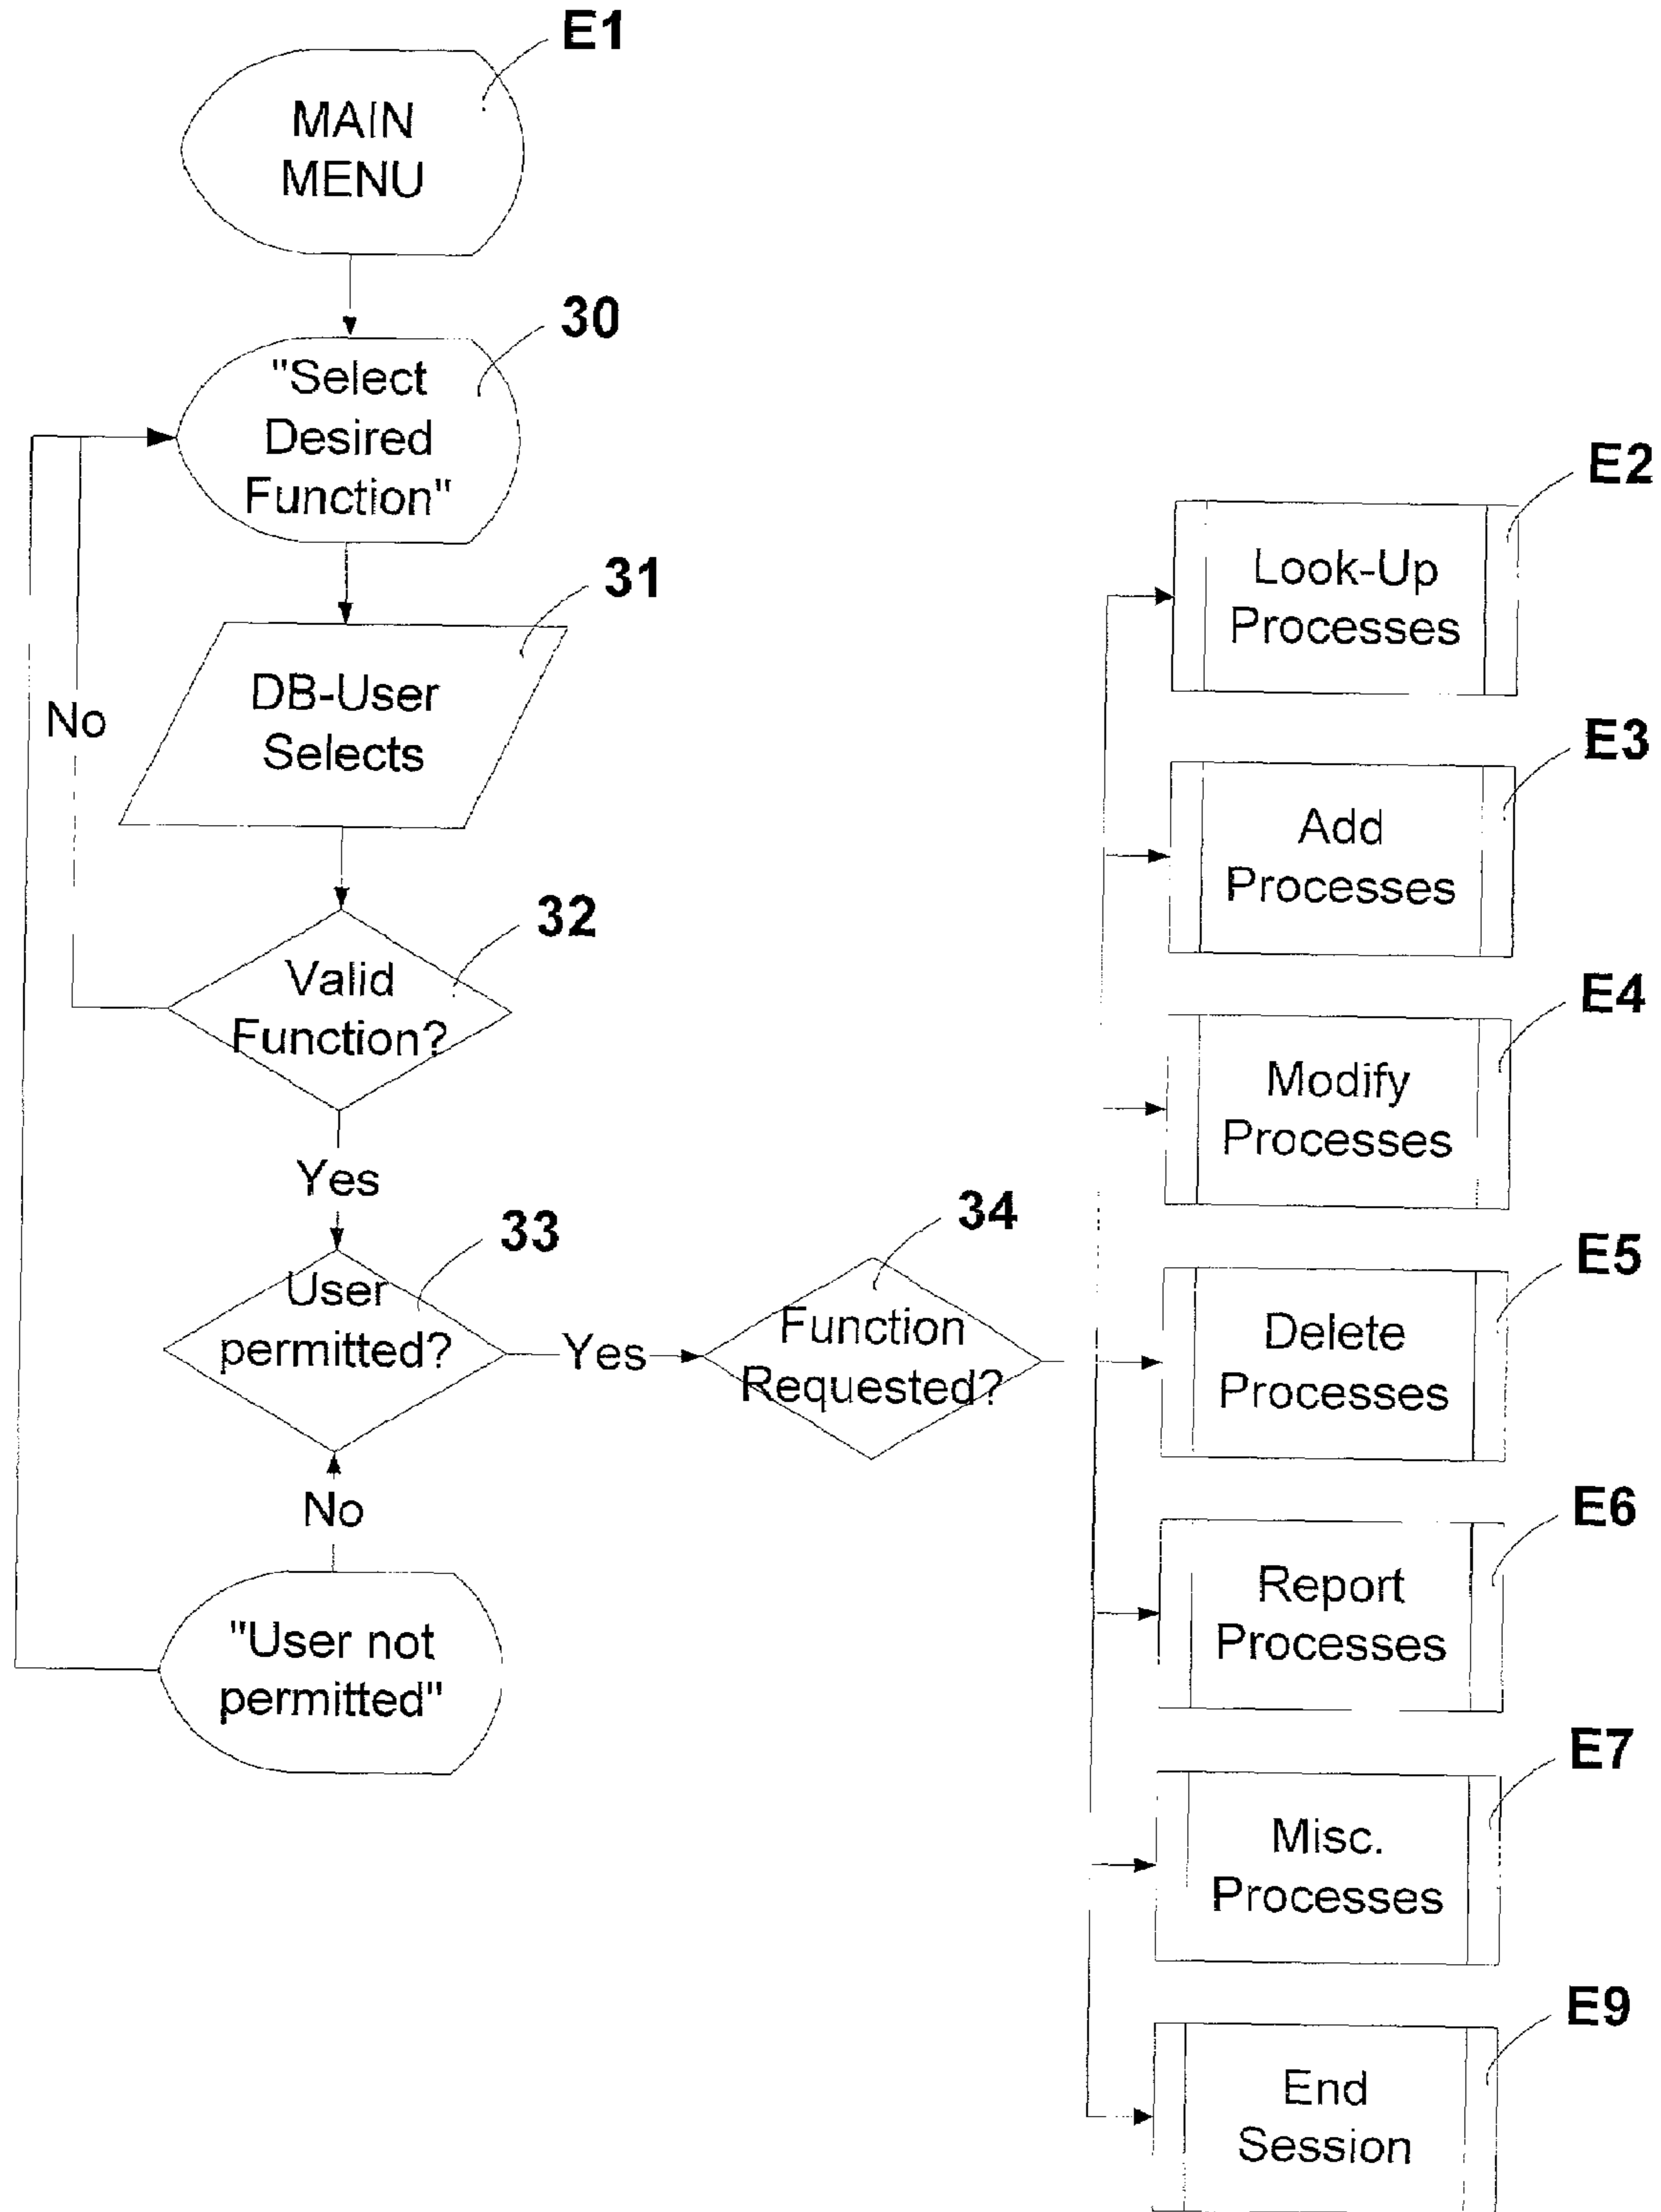 E1
MAIN
MENU
30
"Select
Desired
Function"
31
DB-User
Selects
No
32
Valid
Function?
Yes
33
User
permitted?
Yes
34
Function
Requested?
No
"User not
permitted"
E2
Look-Up
Processes
E3
Add
Processes
E4
Modify
Processes
E5
Delete
Processes
E6
Report
Processes
E7
Misc.
Processes
E9
End
Session